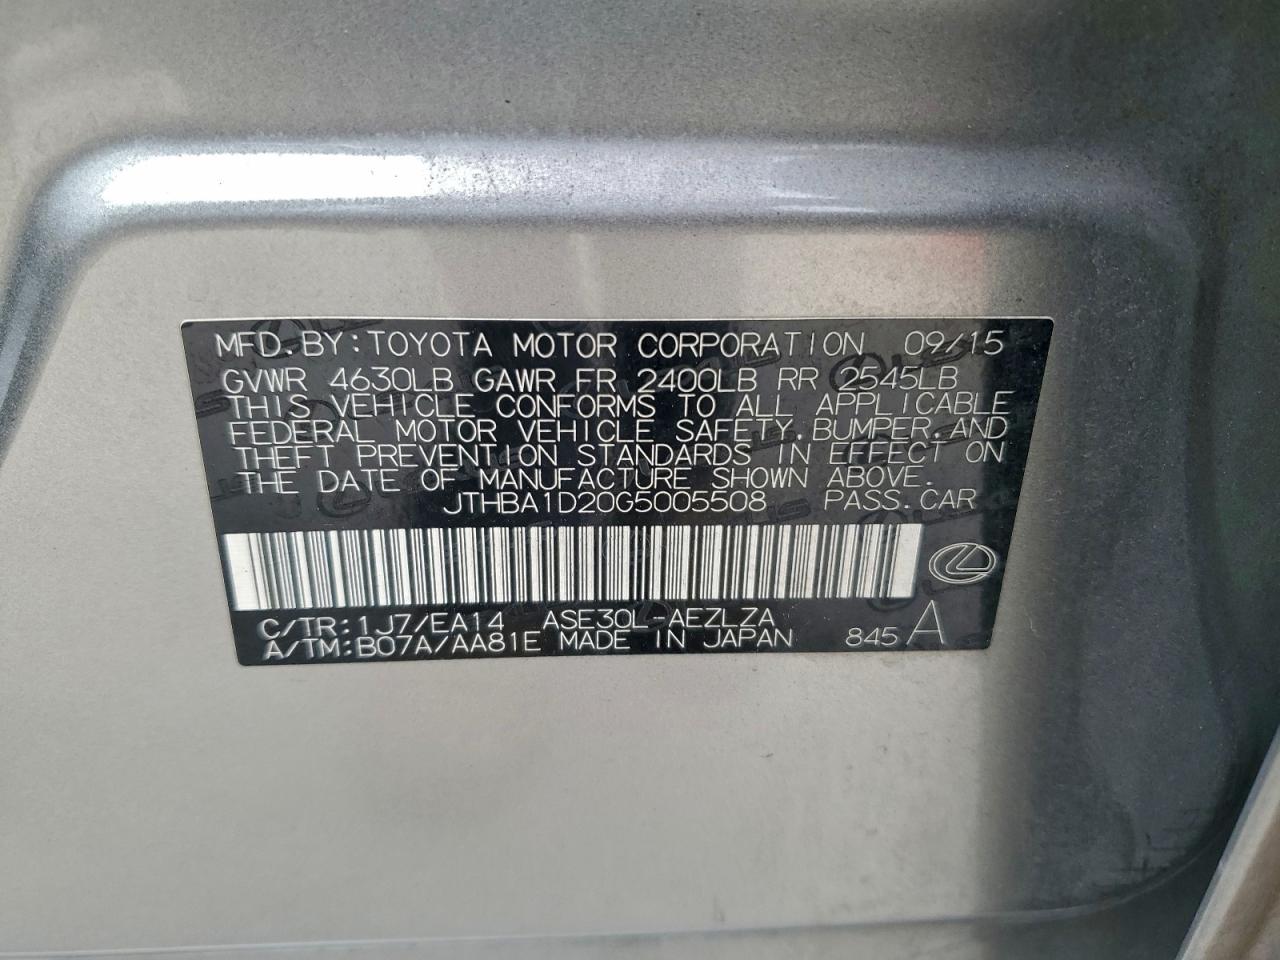 MFD. BY: TOYOTA MOTOR CORPORATION 09/15
GVWR 4630LB GAWR FR 2400LB RR 2545LB
THIS VEHICLE CONFORMS TO ALL APPLICABLE
FEDERAL MOTOR VEHICLE SAFETY, BUMPER, AND
THEFT PREVENTION STANDARDS IN EFFECT ON
THE DATE OF MANUFACTURE SHOWN ABOVE.
JTHBA1D20G5005508 PASS. CAR
C/TR: 1J7/EA14 ASE30L-AEZLZA
A/TM: B07A/AA81E MADE IN JAPAN 845 A